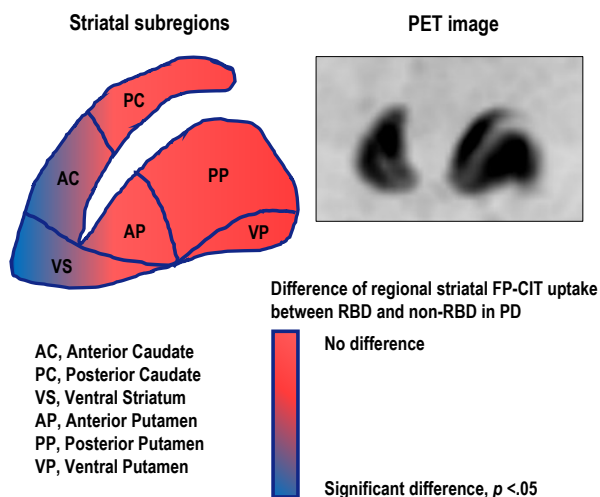 Striatal subregions
PET image
PC
AC
PP
AP
VP
VS
Difference of regional striatal FP-CIT uptake
between RBD and non-RBD in PD
No difference
AC, Anterior Caudate
PC, Posterior Caudate
VS, Ventral Striatum
AP, Anterior Putamen
PP, Posterior Putamen
VP, Ventral Putamen
Significant difference, p <.05